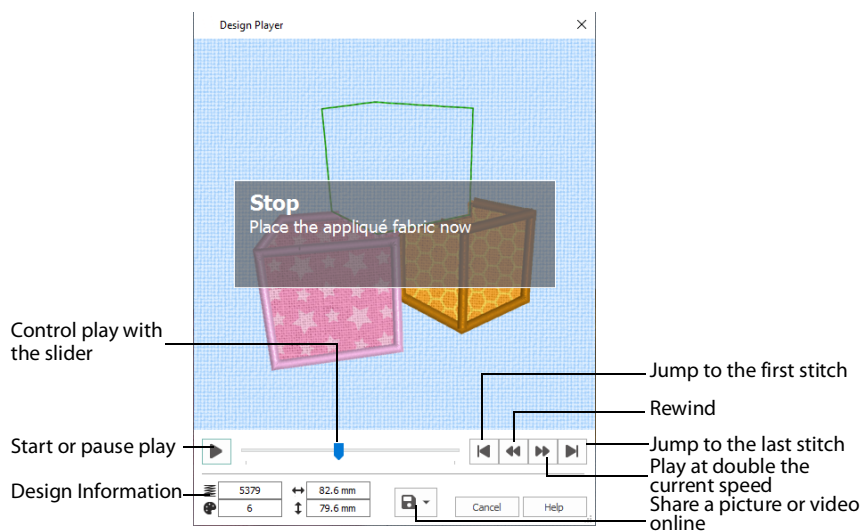 Design Player
Stop
Place the appliqué fabric now
Control play with
the slider
Jump to the first stitch
Rewind
Start or pause play
Jump to the last stitch
Play at double the
current speed
Design Information
5379
82.6 mm
6
79.6 mm
Cancel
Help
Share a picture or video
online